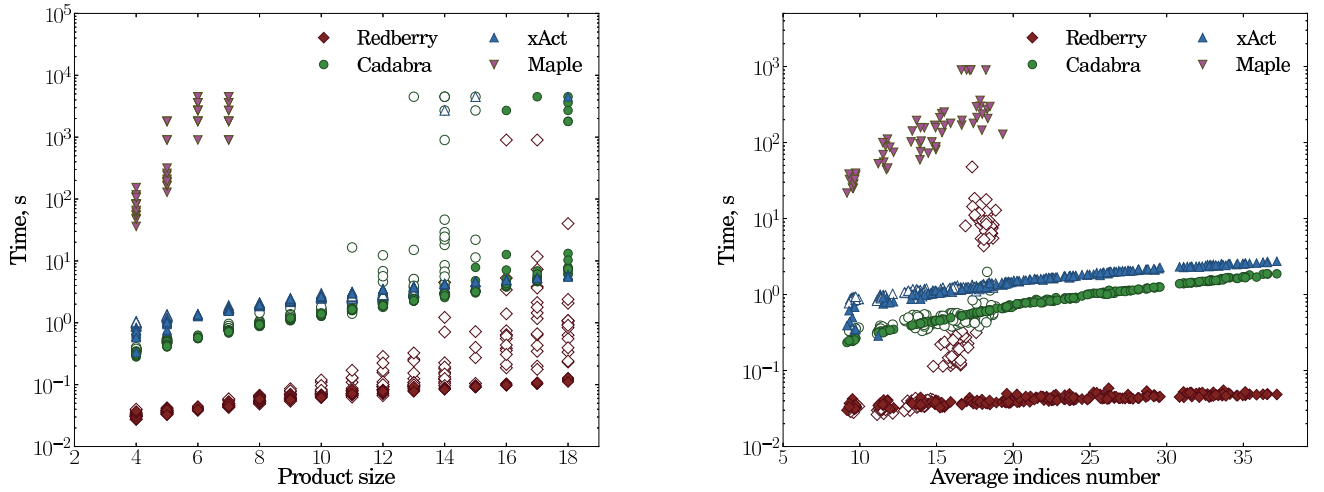 10^5
10^4
10^3
10^2
10^1
10^0
10^−1
10^−2
Time, s
Redberry
Cadabra
xAct
Maple
2 4 6 8 10 12 14 16 18
Product size
10^3
10^2
10^1
10^0
10^−1
10^−2
Time, s
Redberry
Cadabra
xAct
Maple
5 10 15 20 25 30 35
Average indices number